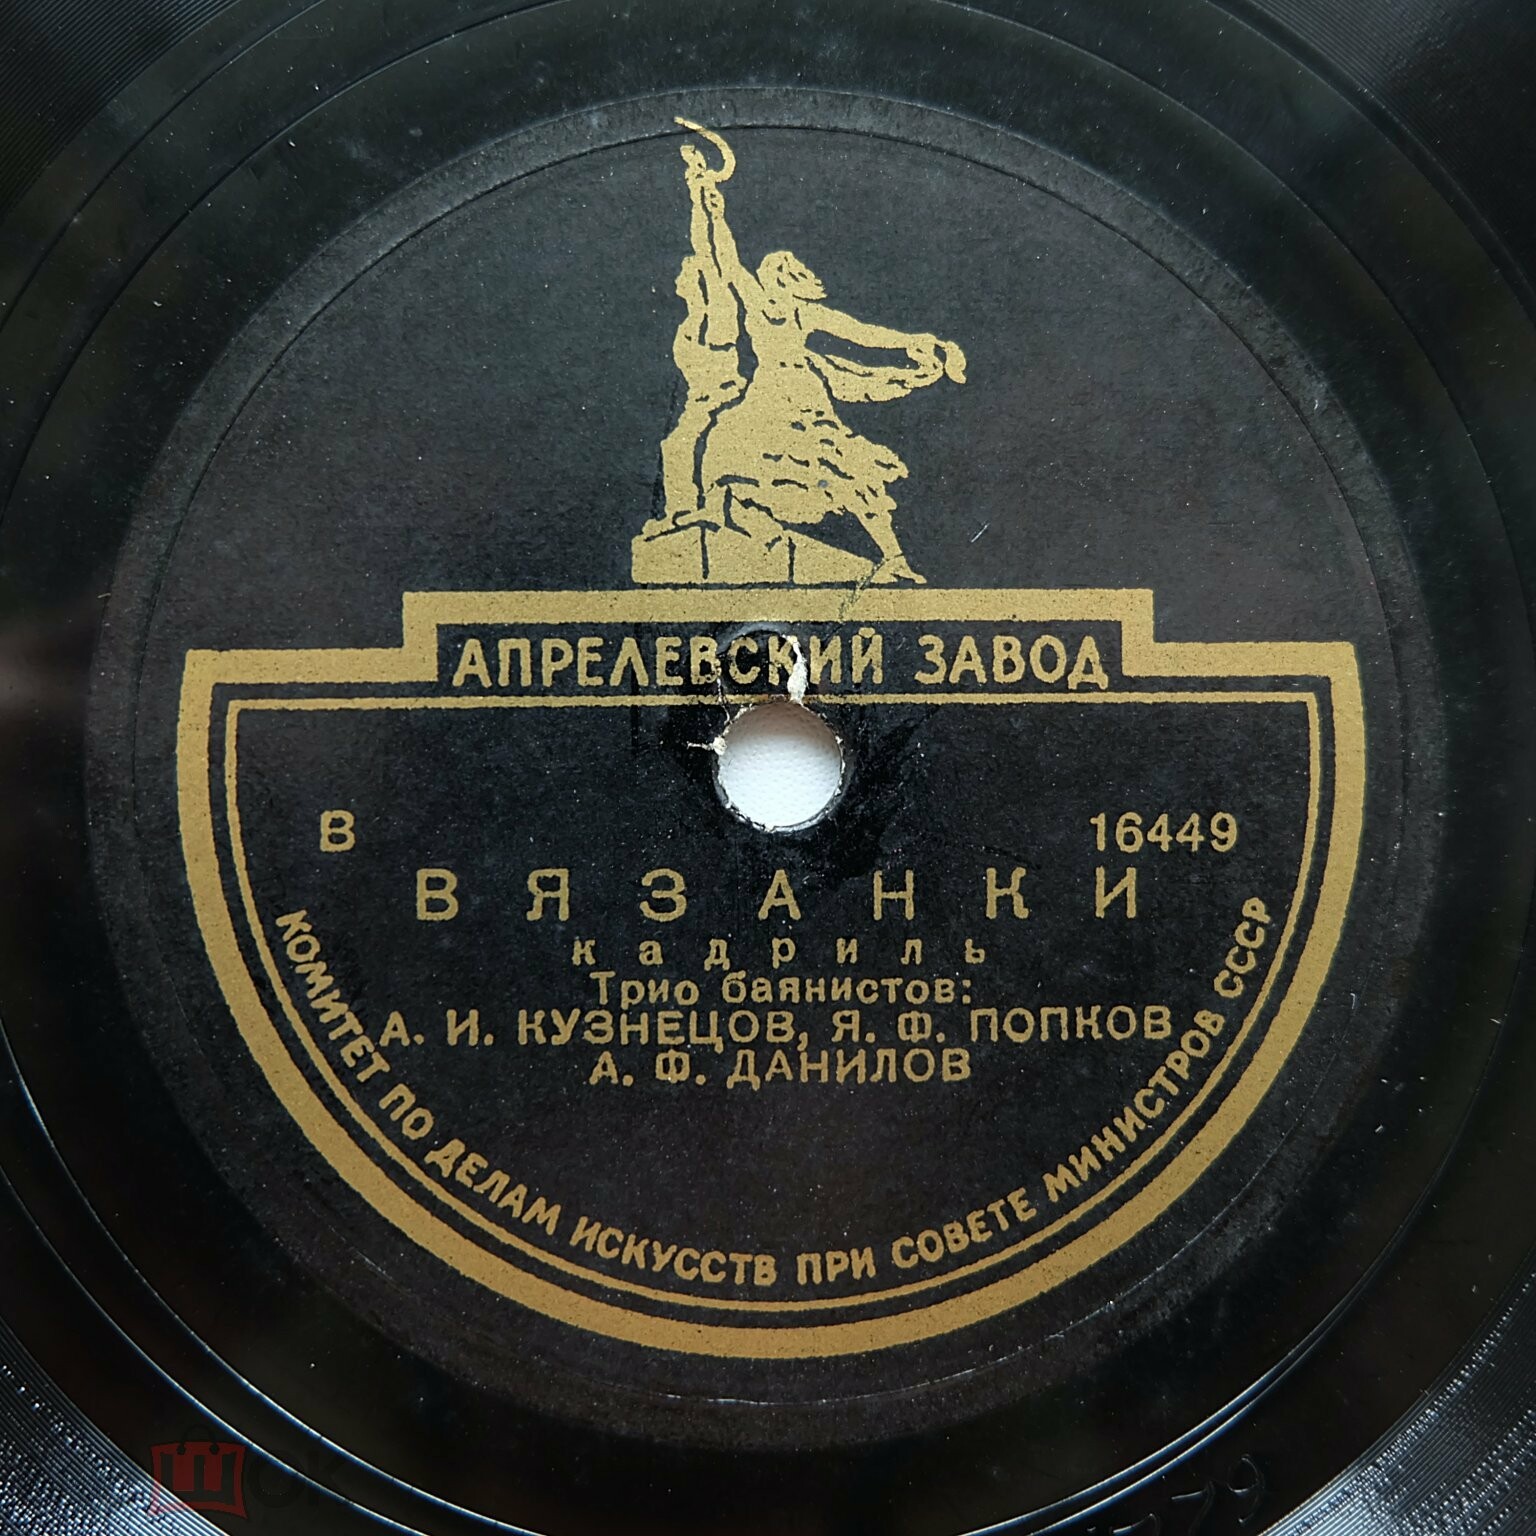 АПРЕЛЕВСКИЙ ЗАВОД
В 16449
ВЯЗАНКИ
кадриль
Трио баянистов:
А. И. КУЗНЕЦОВ, Я. Ф. ПОПКОВ
А. Ф. ДАНИЛОВ
КОМИТЕТ ПО ДЕЛАМ ИСКУССТВ ПРИ СОВЕТЕ МИНИСТРОВ СССР